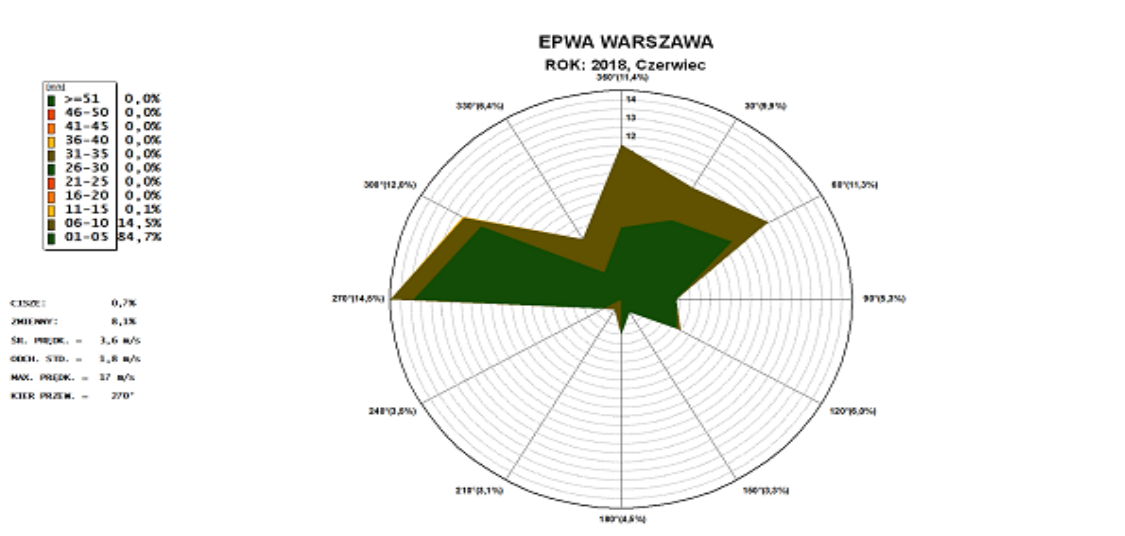 EPWA WARSZAWA
ROK: 2018, Czerwiec
360°(11,4%)
[m/s]
>=51 0,0%
46-50 0,0%
41-45 0,0%
36-40 0,0%
31-35 0,0%
26-30 0,0%
21-25 0,0%
16-20 0,0%
11-15 0,1%
06-10 14,5%
01-05 84,7%
14
13
12
330°(6,4%)
30°(9,9%)
300°(12,0%)
60°(11,3%)
270°(14,6%)
90°(5,3%)
240°(3,5%)
120°(6,0%)
210°(3,1%)
150°(3,3%)
180°(4,5%)
CISZE: 0,7%
ZMIENNY: 8,1%
ŚR. PRĘDK. = 3,6 m/s
ODCH. STD. = 1,8 m/s
MAX. PRĘDK. = 17 m/s
KIER PRZEW. = 270°